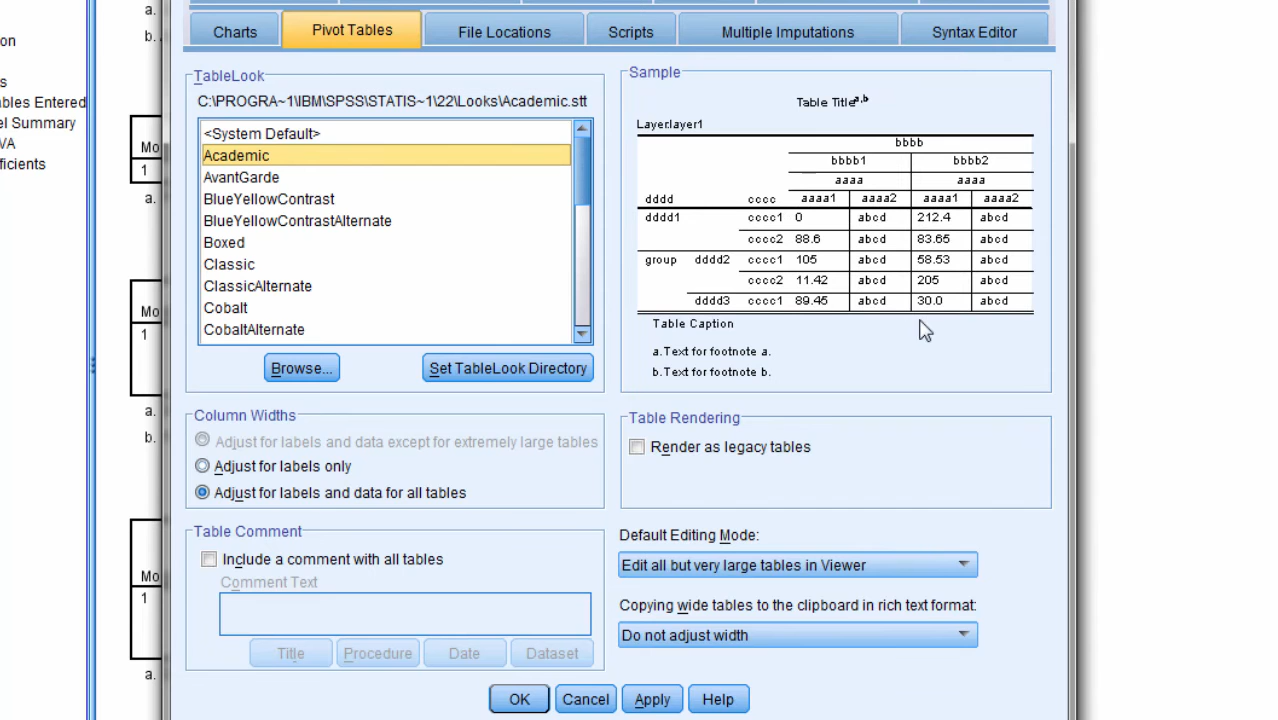 a.
b.
on
s
bles Entered
el Summary
VA
fficients
Mo
1
a.
Mo
1
a.
b.
Mo
1
a.
Charts Pivot Tables File Locations Scripts Multiple Imputations Syntax Editor
TableLook
C:\PROGRA~1\IBM\SPSS\STATIS~1\22\Looks\Academic.stt
<System Default>
Academic
AvantGarde
BlueYellowContrast
BlueYellowContrastAlternate
Boxed
Classic
ClassicAlternate
Cobalt
CobaltAlternate
Browse... Set TableLook Directory
Sample
Table Titlea,b
Layer:layer1
bbbb
bbbb1 bbbb2
aaaa aaaa
dddd cccc aaaa1 aaaa2 aaaa1 aaaa2
dddd1 cccc1 0 abcd 212.4 abcd
cccc2 88.6 abcd 83.65 abcd
group dddd2 cccc1 105 abcd 58.53 abcd
cccc2 11.42 abcd 205 abcd
dddd3 cccc1 89.45 abcd 30.0 abcd
Table Caption
a.Text for footnote a.
b.Text for footnote b.
Column Widths
Adjust for labels and data except for extremely large tables
Adjust for labels only
Adjust for labels and data for all tables
Table Rendering
Render as legacy tables
Table Comment
Include a comment with all tables
Comment Text
Title Procedure Date Dataset
Default Editing Mode:
Edit all but very large tables in Viewer
Copying wide tables to the clipboard in rich text format:
Do not adjust width
OK Cancel Apply Help